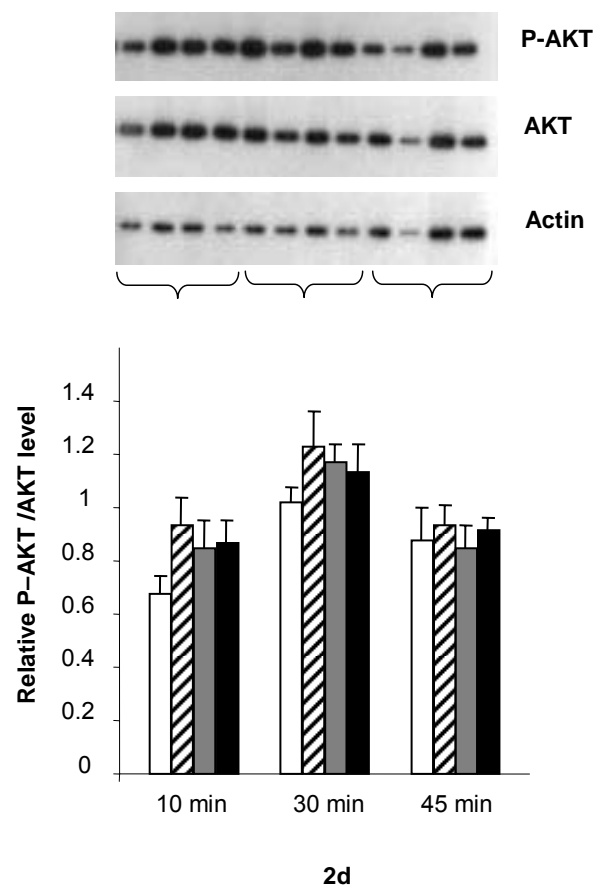 P-AKT
AKT
Actin
Relative P–AKT /AKT level
1.4
1.2
1
0.8
0.6
0.4
0.2
0
10 min
30 min
45 min
2d